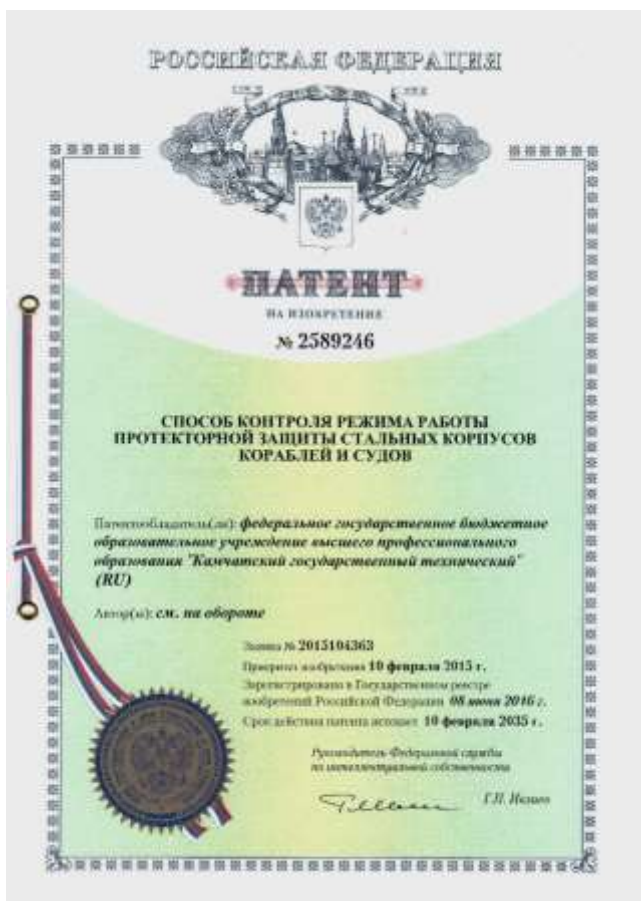 РОССИЙСКАЯ ФЕДЕРАЦИЯ
ПАТЕНТ
НА ИЗОБРЕТЕНИЕ
№ 2589246
СПОСОБ КОНТРОЛЯ РЕЖИМА РАБОТЫ
ПРОТЕКТОРНОЙ ЗАЩИТЫ СТАЛЬНЫХ КОРПУСОВ
КОРАБЛЕЙ И СУДОВ
Патентообладатель(ли): федеральное государственное бюджетное
образовательное учреждение высшего профессионального
образования "Камчатский государственный технический"
(RU)
Автор(ы): см. на обороте
Заявка № 2015104363
Приоритет изобретения 10 февраля 2015 г.
Зарегистрировано в Государственном реестре
изобретений Российской Федерации 08 июня 2016 г.
Срок действия патента истекает 10 февраля 2035 г.
Руководитель Федеральной службы
по интеллектуальной собственности
Г.П. Ивлиев